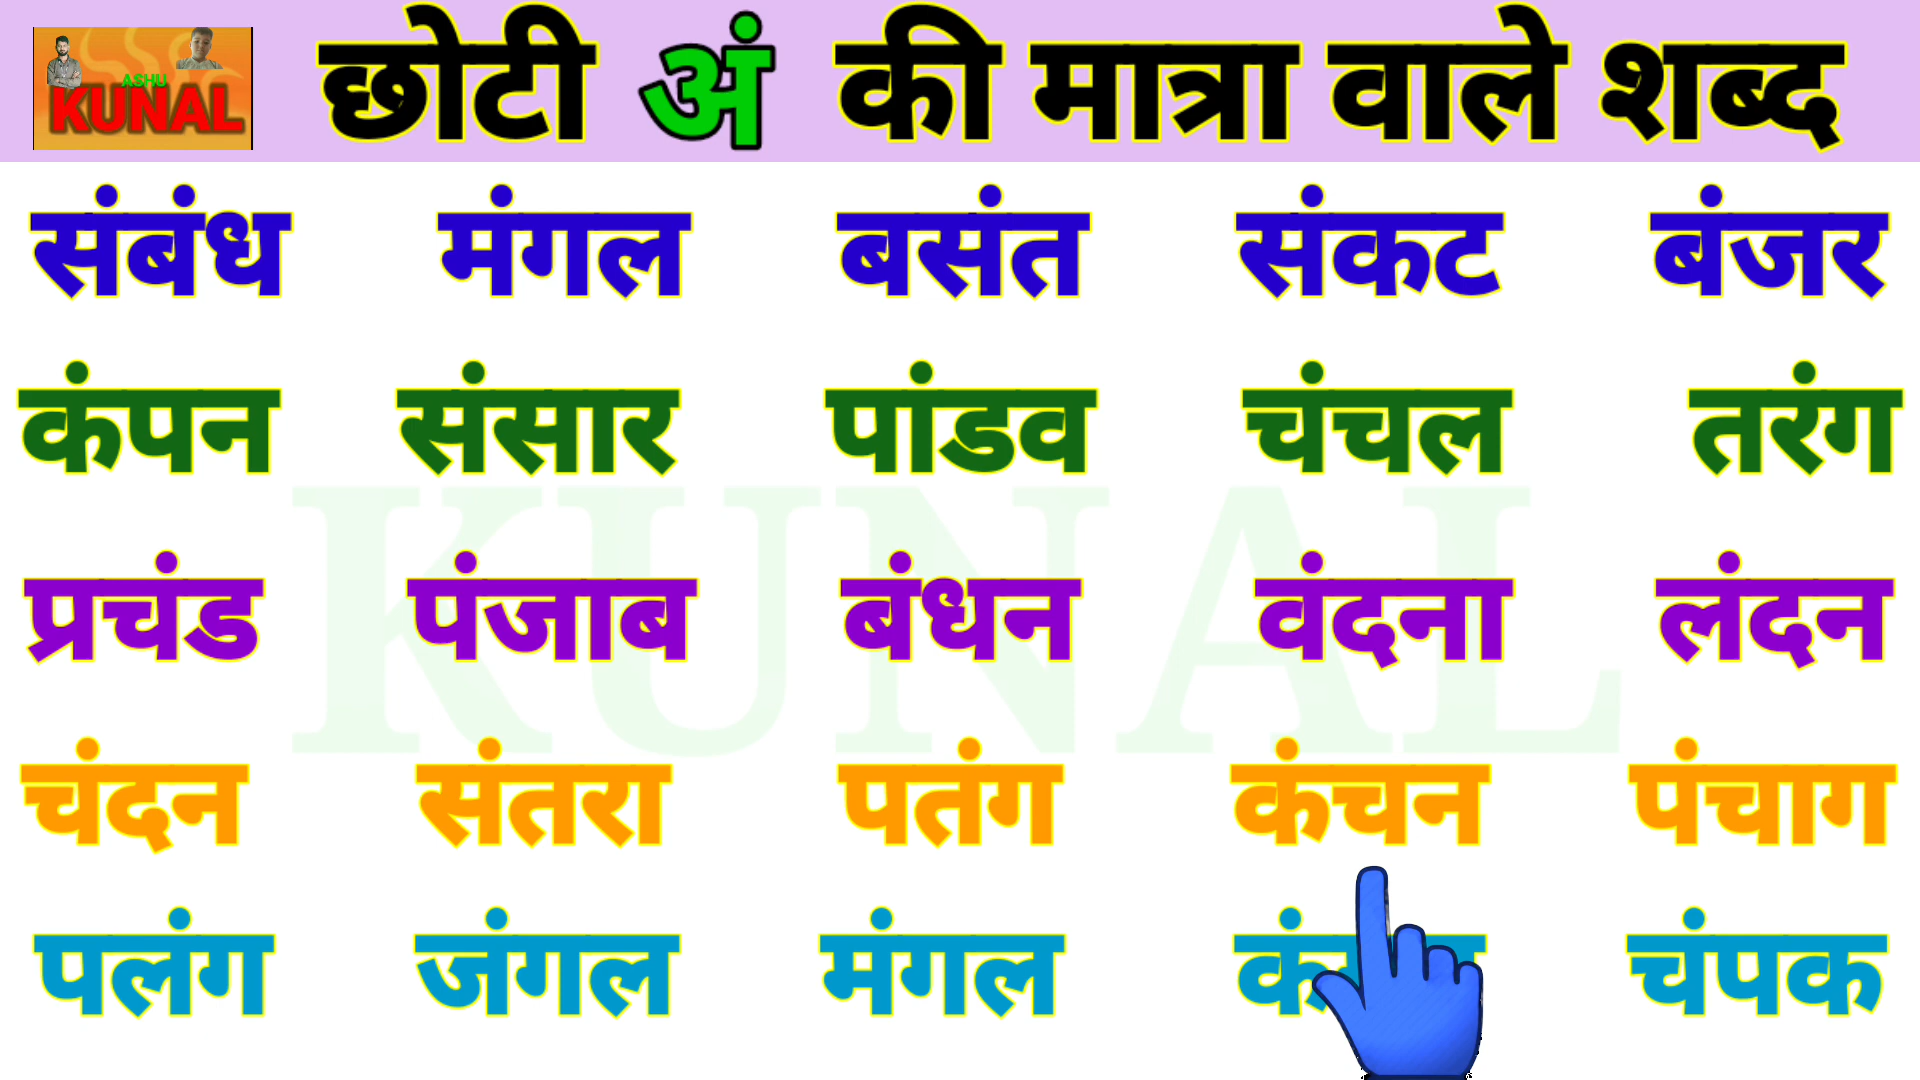 ASHU
KUNAL
छोटी अं की मात्रा वाले शब्द
संबंध मंगल बसंत संकट बंजर
कंपन संसार पांडव चंचल तरंग
KUNAL
प्रचंड पंजाब बंधन वंदना लंदन
चंदन संतरा पतंग कंचन पंचाग
पलंग जंगल मंगल चंपक